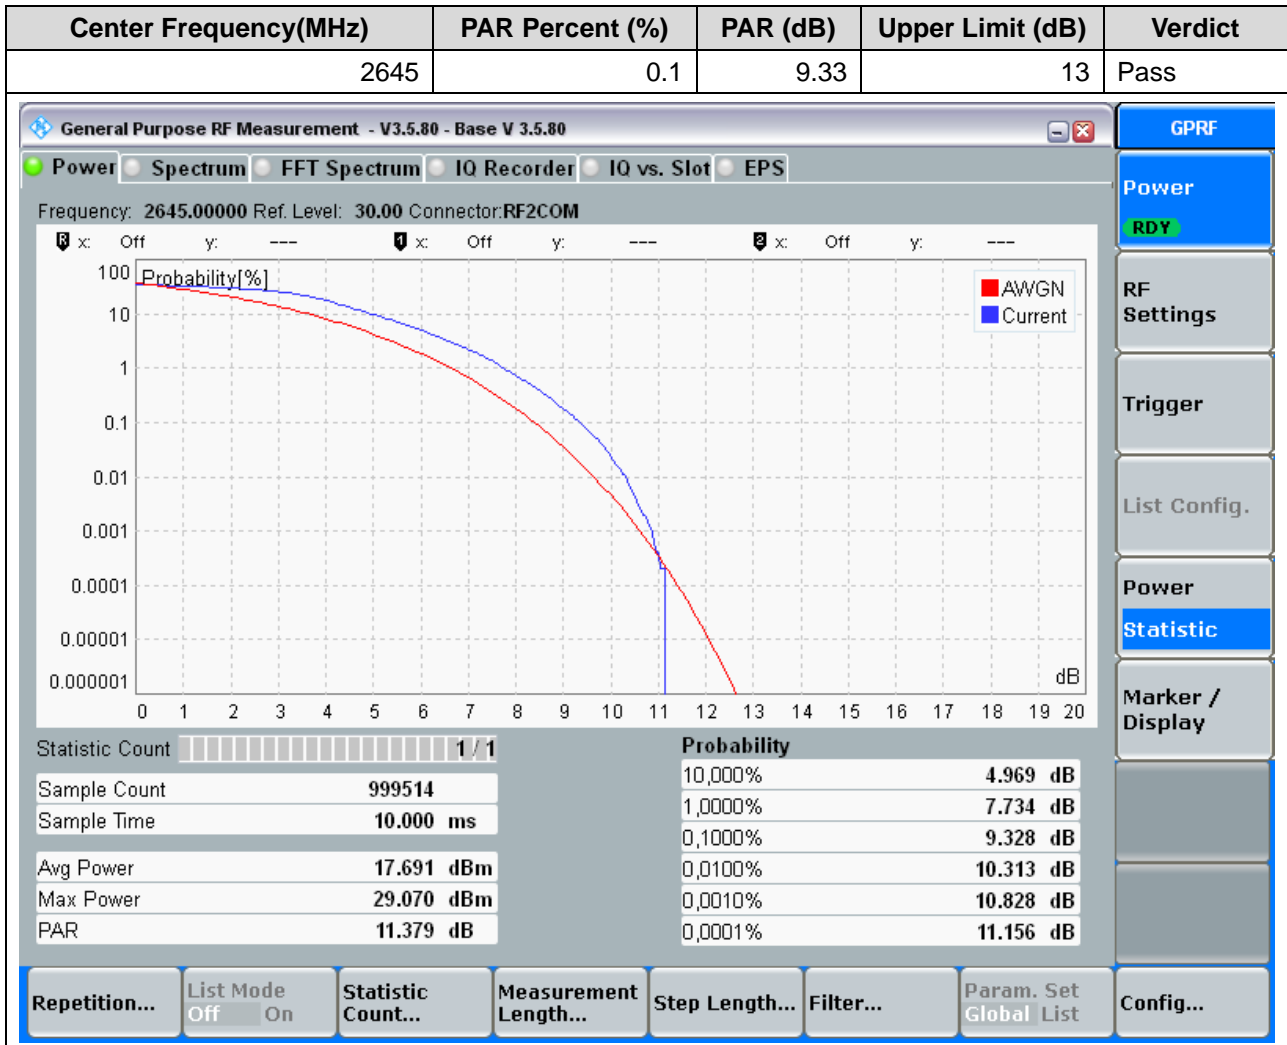 Center Frequency(MHz) PAR Percent (%) PAR (dB) Upper Limit (dB) Verdict
2645 0.1 9.33 13 Pass
General Purpose RF Measurement - V3.5.80 - Base V 3.5.80
GPRF
Power Spectrum FFT Spectrum IQ Recorder IQ vs. Slot EPS
Frequency: 2645.00000 Ref. Level: 30.00 Connector:RF2COM
R x: Off y: --- 1 x: Off y: --- 2 x: Off y: ---
Probability[%]
AWGN
Current
100
10
1
0.1
0.01
0.001
0.0001
0.00001
0.000001
dB
0 1 2 3 4 5 6 7 8 9 10 11 12 13 14 15 16 17 18 19 20
Statistic Count 1 / 1
Sample Count 999514
Sample Time 10.000 ms
Avg Power 17.691 dBm
Max Power 29.070 dBm
PAR 11.379 dB
Probability
10,000% 4.969 dB
1,0000% 7.734 dB
0,1000% 9.328 dB
0,0100% 10.313 dB
0,0010% 10.828 dB
0,0001% 11.156 dB
Power
RDY
RF
Settings
Trigger
List Config.
Power
Statistic
Marker /
Display
Repetition...
List Mode
Off On
Statistic
Count...
Measurement
Length...
Step Length...
Filter...
Param. Set
Global List
Config...